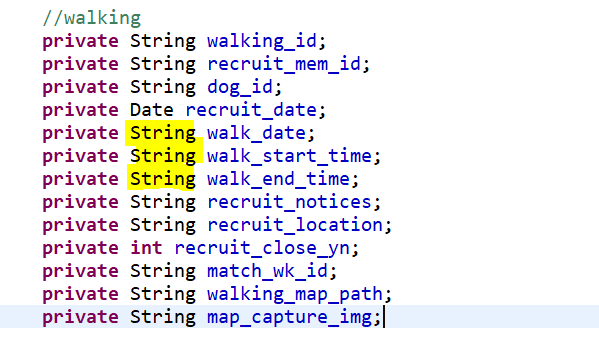 //walking
private String walking_id;
private String recruit_mem_id;
private String dog_id;
private Date recruit_date;
private String walk_date;
private String walk_start_time;
private String walk_end_time;
private String recruit_notices;
private String recruit_location;
private int recruit_close_yn;
private String match_wk_id;
private String walking_map_path;
private String map_capture_img;